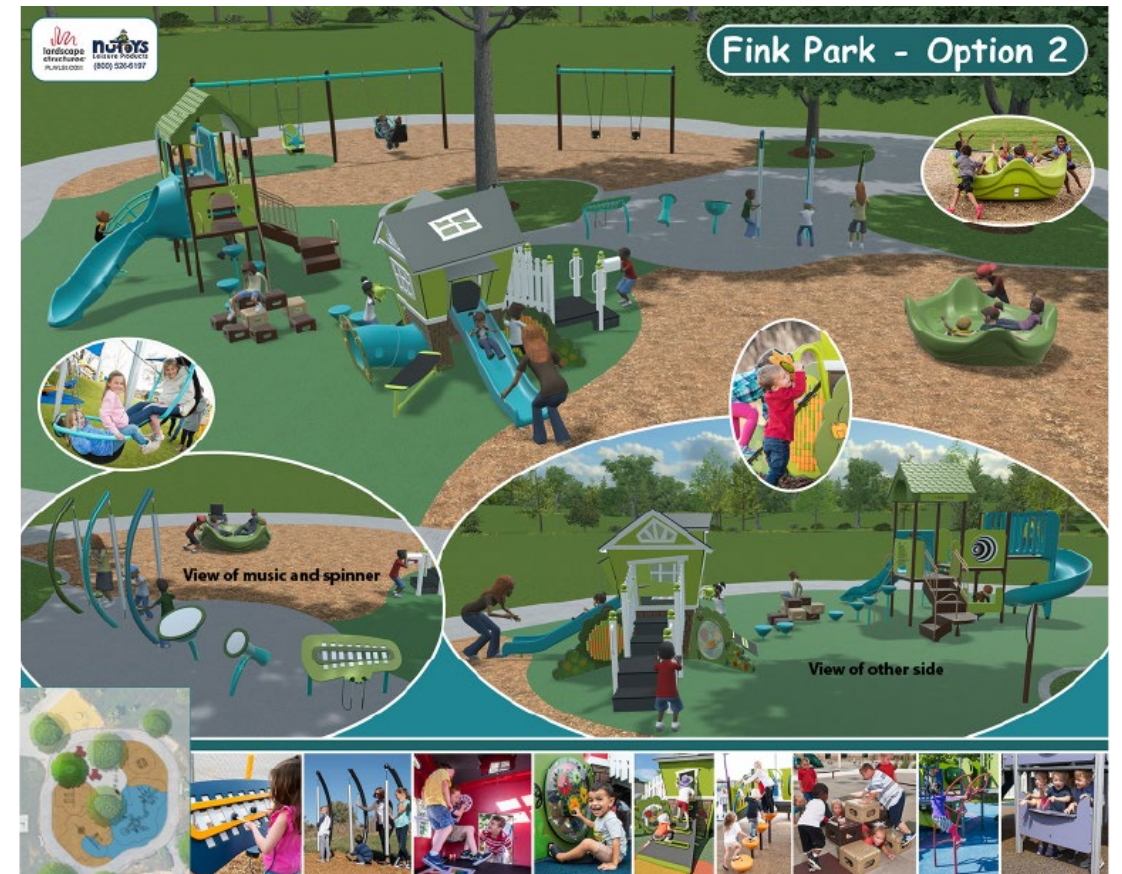 landscape
structures
PLAYLSI.COM
NUTOYS
Leisure Products
(800) 526-6197
Fink Park - Option 2
View of music and spinner
View of other side